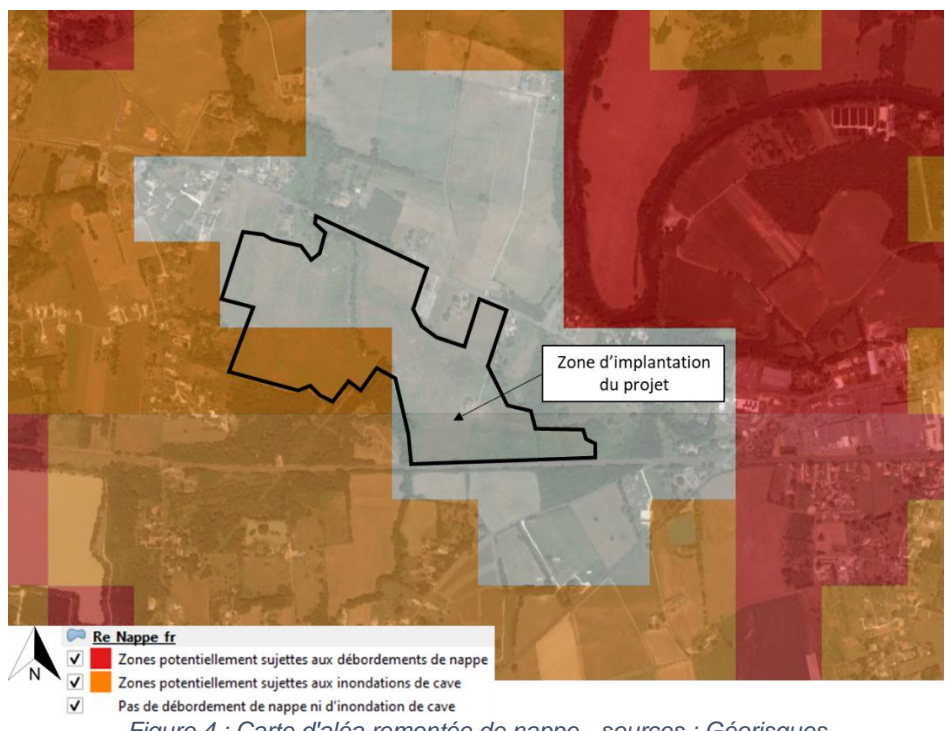 Zone d'implantation
du projet
Re Nappe fr
Zones potentiellement sujettes aux débordements de nappe
Zones potentiellement sujettes aux inondations de cave
N
Pas de débordement de nappe ni d'inondation de cave
Figure 4 : Carte d'aléa remontée de nappe - sources : Géorisques